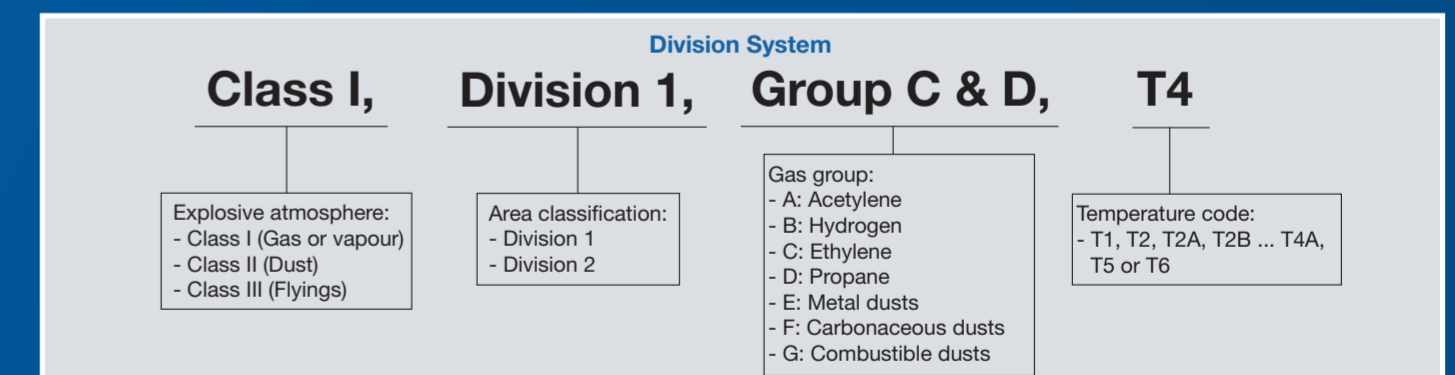 Division System
Class I, Division 1, Group C & D, T4
Explosive atmosphere:
- Class I (Gas or vapour)
- Class II (Dust)
- Class III (Flyings)
Area classification:
- Division 1
- Division 2
Gas group:
- A: Acetylene
- B: Hydrogen
- C: Ethylene
- D: Propane
- E: Metal dusts
- F: Carbonaceous dusts
- G: Combustible dusts
Temperature code:
- T1, T2, T2A, T2B ... T4A,
T5 or T6